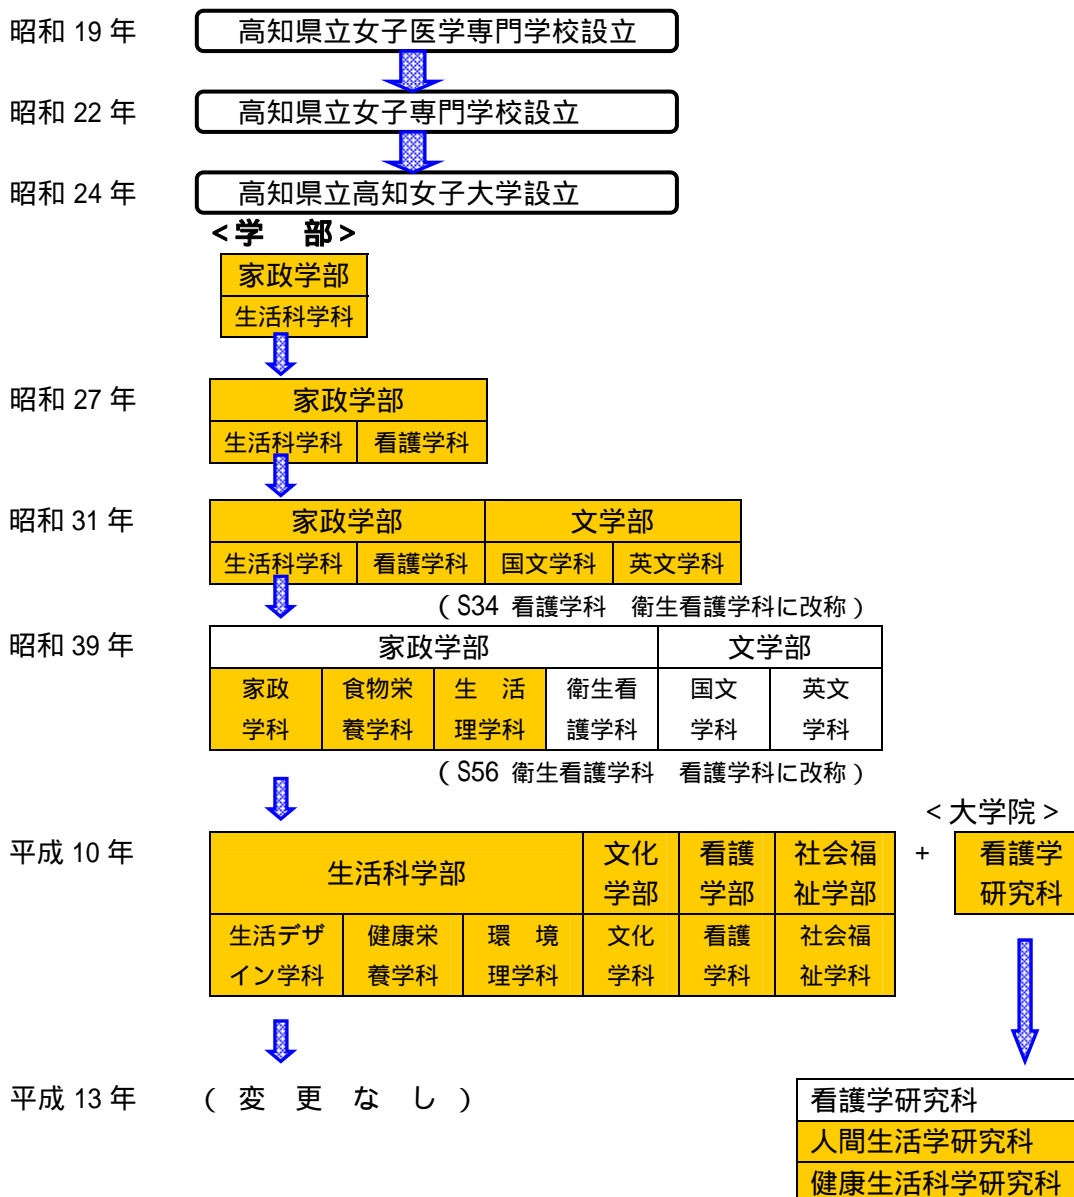 昭和 19 年 高知県立女子医学専門学校設立
昭和 22 年 高知県立女子専門学校設立
昭和 24 年 高知県立高知女子大学設立
<学 部>
家政学部
生活科学科
昭和 27 年 家政学部
生活科学科 看護学科
昭和 31 年 家政学部 文学部
生活科学科 看護学科 国文学科 英文学科
(S34 看護学科 衛生看護学科に改称)
昭和 39 年 家政学部 文学部
家政 食物栄 生 活 衛生看 国文 英文
学科 養学科 理学科 護学科 学科 学科
(S56 衛生看護学科 看護学科に改称)
<大学院>
平成 10 年 生活科学部 文化 看護 社会福 + 看護学
学部 学部 祉学部 研究科
生活デザ 健康栄 環 境 文化 看護 社会福
イン学科 養学科 理学科 学科 学科 祉学科
平成 13 年 (変 更 な し) 看護学研究科
人間生活学研究科
健康生活科学研究科